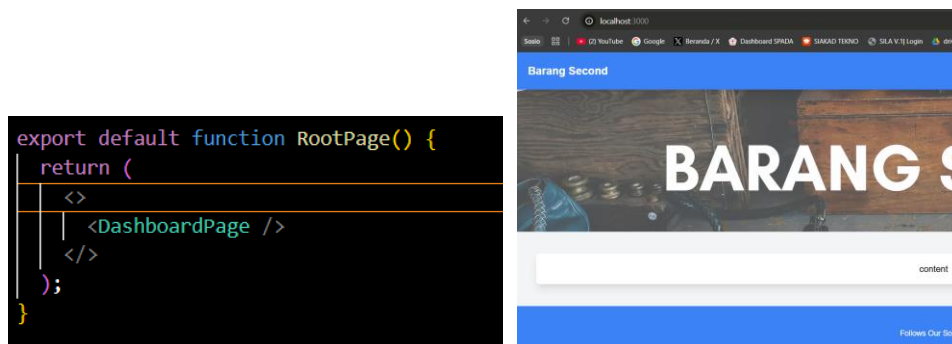 export default function RootPage() {
return (
<>
<DashboardPage />
</>
);
}
localhost:3000
Sosio
(2) YouTube
Google
Beranda / X
Dashboard SPADA
SIAKAD TEKNO
SILA V.1| Login
Barang Second
BARANG S
content
Follows Our So